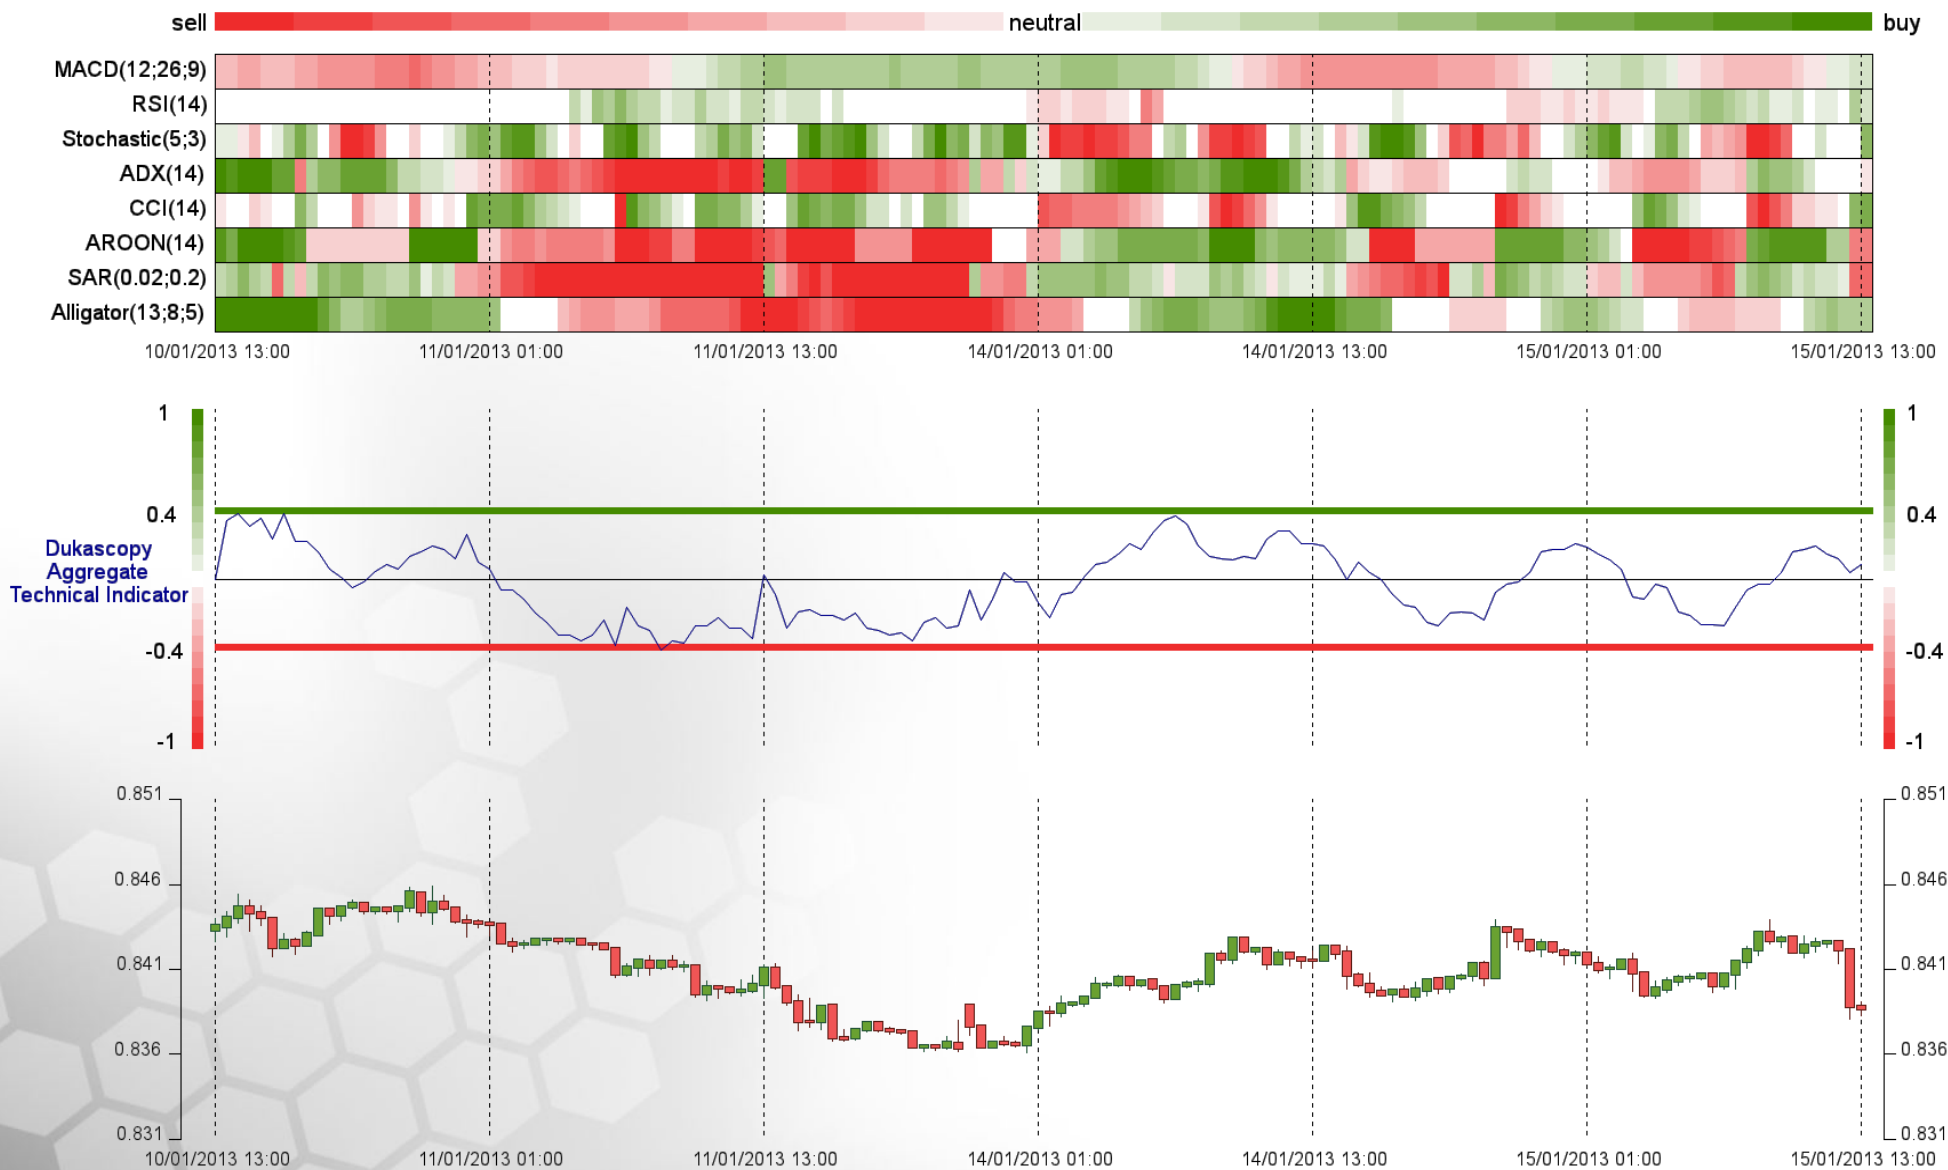 sell neutral buy
MACD(12;26;9)
RSI(14)
Stochastic(5;3)
ADX(14)
CCI(14)
AROON(14)
SAR(0.02;0.2)
Alligator(13;8;5)
10/01/2013 13:00 11/01/2013 01:00 11/01/2013 13:00 14/01/2013 01:00 14/01/2013 13:00 15/01/2013 01:00 15/01/2013 13:00
1 1
0.4 0.4
Dukascopy
Aggregate
Technical Indicator
-0.4 -0.4
-1 -1
0.851 0.851
0.846 0.846
0.841 0.841
0.836 0.836
0.831 0.831
10/01/2013 13:00 11/01/2013 01:00 11/01/2013 13:00 14/01/2013 01:00 14/01/2013 13:00 15/01/2013 01:00 15/01/2013 13:00